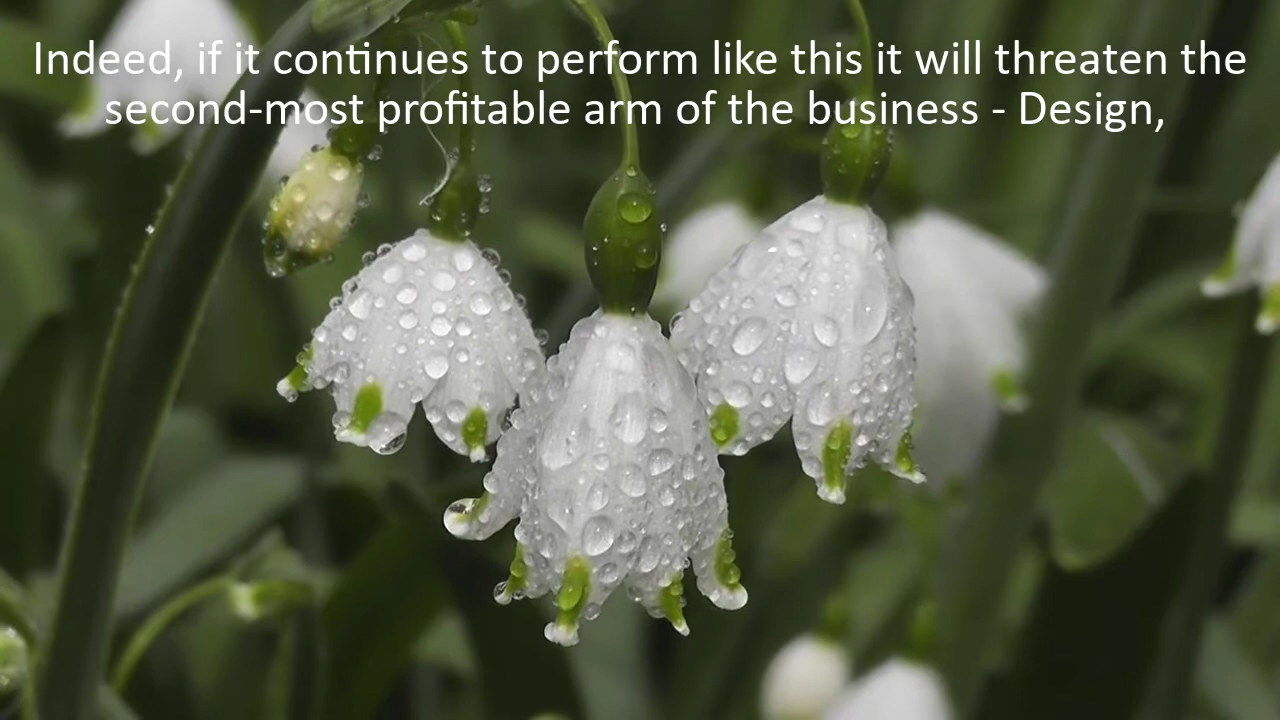 Indeed, if it continues to perform like this it will threaten the
second-most profitable arm of the business - Design,